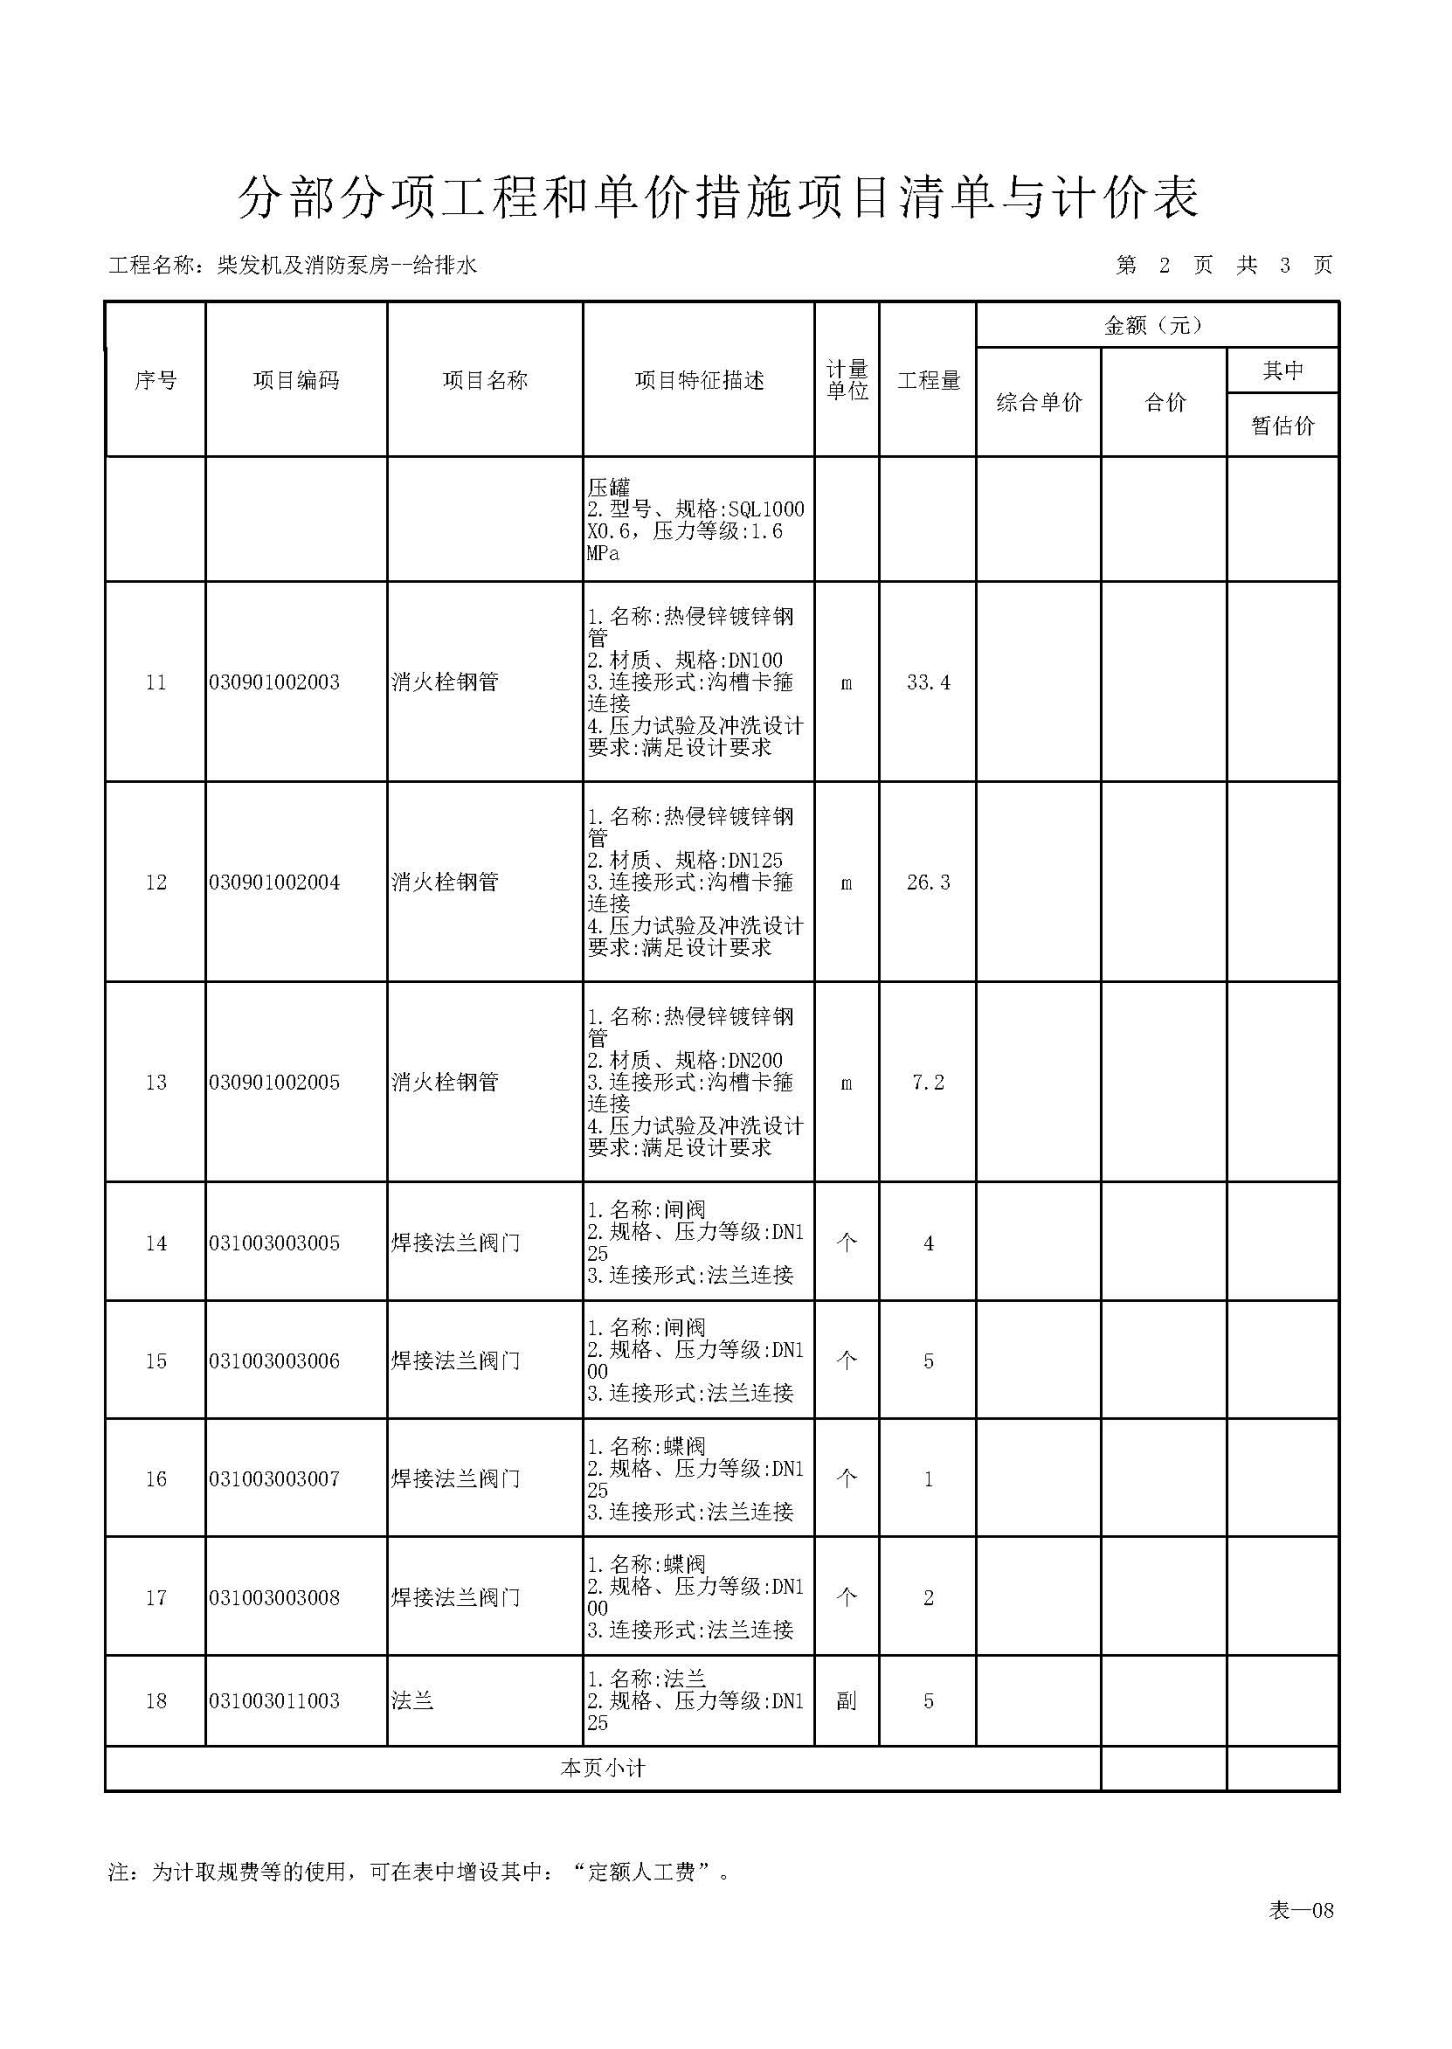 分部分项工程和单价措施项目清单与计价表
工程名称：柴发机及消防泵房--给排水
第 2 页 共 3 页
序号
项目编码
项目名称
项目特征描述
计量
单位
工程量
金额（元）
综合单价
合价
其中
暂估价
压罐
2.型号、规格:SQL1000
X0.6，压力等级:1.6
MPa
11
030901002003
消火栓钢管
1.名称:热侵锌镀锌钢
管
2.材质、规格:DN100
3.连接形式:沟槽卡箍
连接
4.压力试验及冲洗设计
要求:满足设计要求
m
33.4
12
030901002004
消火栓钢管
1.名称:热侵锌镀锌钢
管
2.材质、规格:DN125
3.连接形式:沟槽卡箍
连接
4.压力试验及冲洗设计
要求:满足设计要求
m
26.3
13
030901002005
消火栓钢管
1.名称:热侵锌镀锌钢
管
2.材质、规格:DN200
3.连接形式:沟槽卡箍
连接
4.压力试验及冲洗设计
要求:满足设计要求
m
7.2
14
031003003005
焊接法兰阀门
1.名称:闸阀
2.规格、压力等级:DN1
25
3.连接形式:法兰连接
个
4
15
031003003006
焊接法兰阀门
1.名称:闸阀
2.规格、压力等级:DN1
00
3.连接形式:法兰连接
个
5
16
031003003007
焊接法兰阀门
1.名称:蝶阀
2.规格、压力等级:DN1
25
3.连接形式:法兰连接
个
1
17
031003003008
焊接法兰阀门
1.名称:蝶阀
2.规格、压力等级:DN1
00
3.连接形式:法兰连接
个
2
18
031003011003
法兰
1.名称:法兰
2.规格、压力等级:DN1
25
副
5
本页小计
注：为计取规费等的使用，可在表中增设其中：“定额人工费”。
表—08